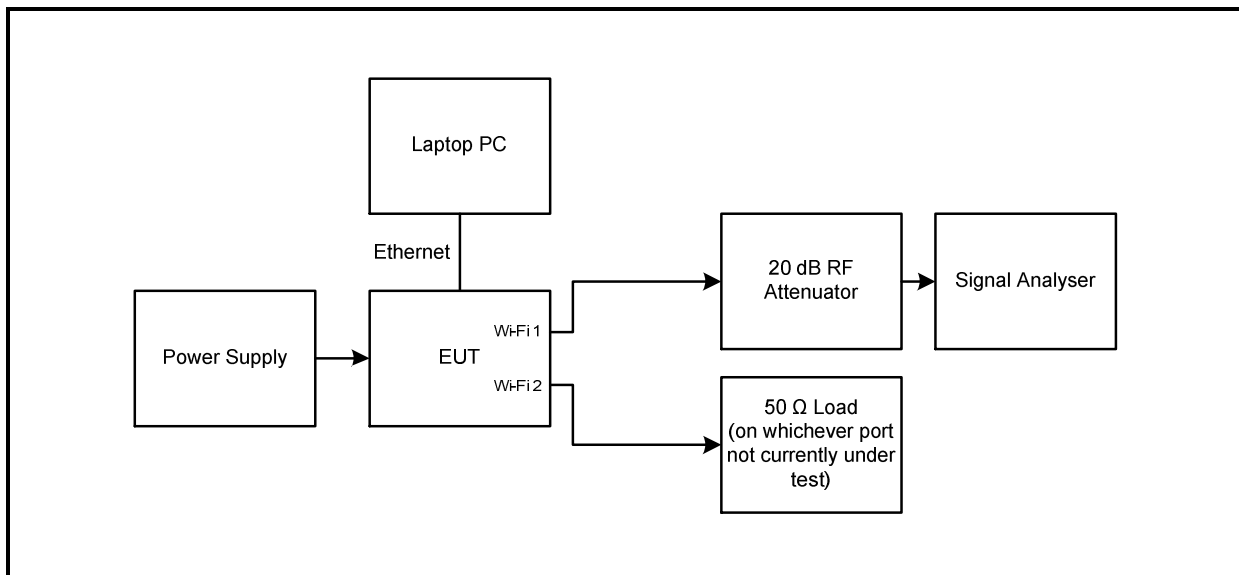 Laptop PC
Ethernet
20 dB RF
Attenuator
Signal Analyser
Power Supply
EUT
Wi-Fi 1
Wi-Fi 2
50 Ω Load
(on whichever port
not currently under
test)